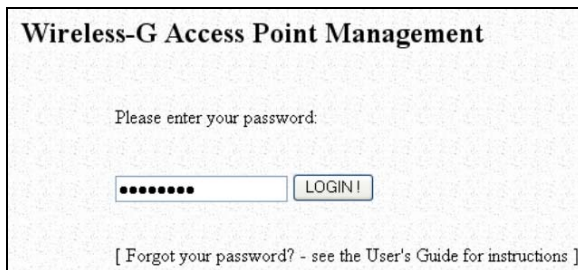 Wireless-G Access Point Management
Please enter your password:
●●●●●●●● LOGIN !
[ Forgot your password? - see the User's Guide for instructions ]